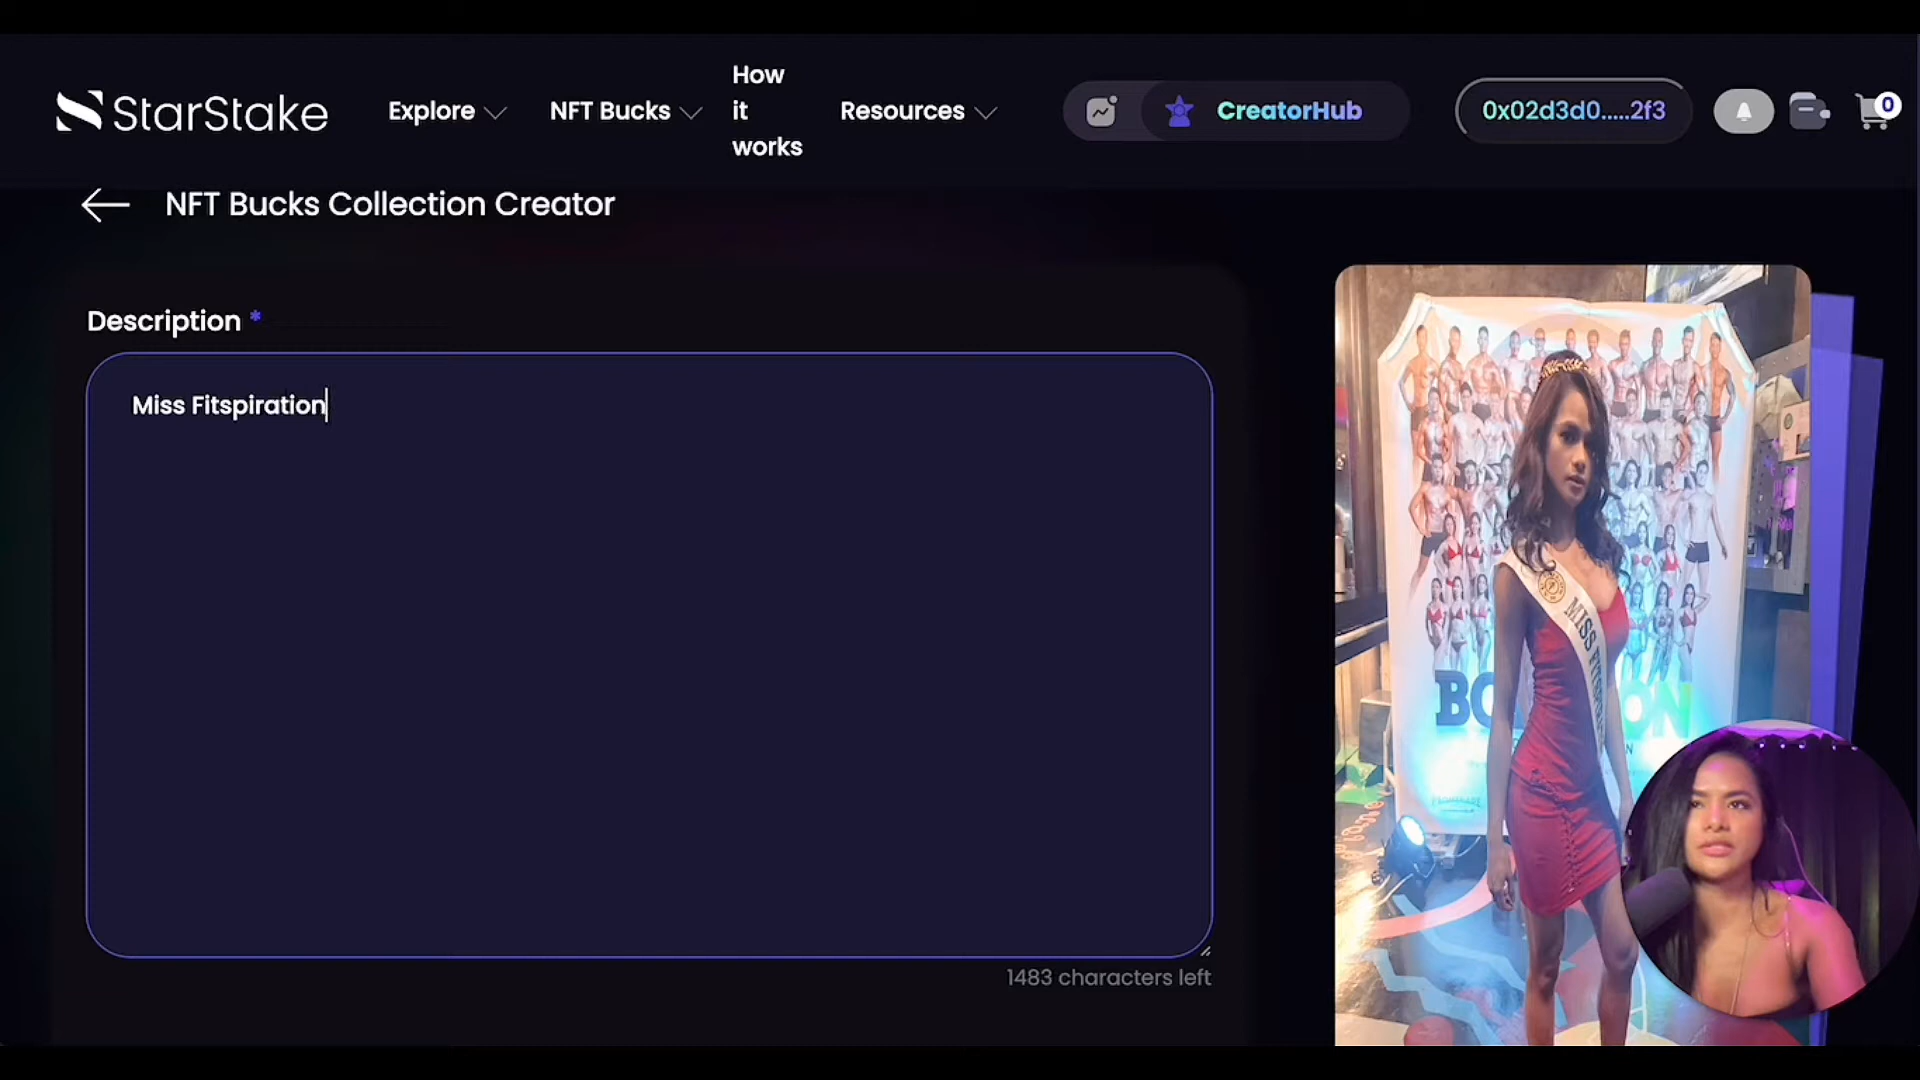 StarStake
Explore
NFT Bucks
How
it
works
Resources
CreatorHub
0x02d3d0.....2f3
0
NFT Bucks Collection Creator
Description *
Miss Fitspiration
1483 characters left
MISS